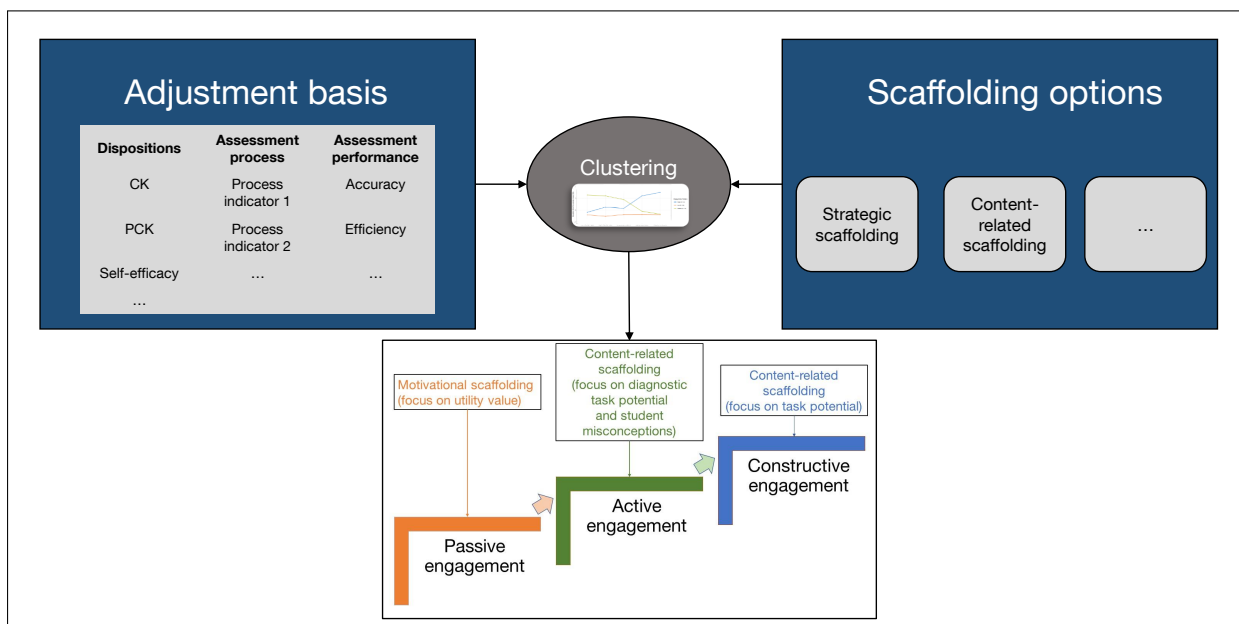 Adjustment basis
Dispositions
Assessment
process
Assessment
performance
CK
Process
indicator 1
Accuracy
PCK
Process
indicator 2
Efficiency
Self-efficacy
…
…
…
Clustering
Scaffolding options
Strategic
scaffolding
Content-
related
scaffolding
…
Motivational scaffolding
(focus on utility value)
Content-related
scaffolding
(focus on diagnostic
task potential
and student
misconceptions)
Content-related
scaffolding
(focus on task potential)
Passive
engagement
Active
engagement
Constructive
engagement